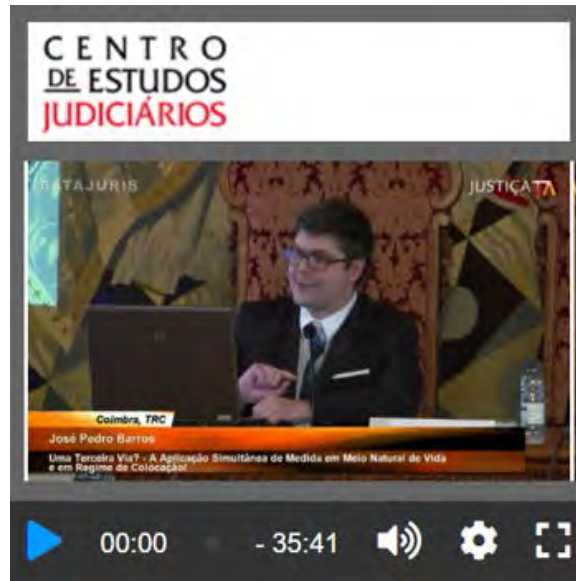 CENTRO
DE ESTUDOS
JUDICIÁRIOS
DATAJURIS
JUSTIÇA TV
Coimbra, TRC
José Pedro Barros
Uma Terceira Via? - A Aplicação Simultânea de Medida em Meio Natural de Vida
e em Regime de Colocação!
00:00
- 35:41